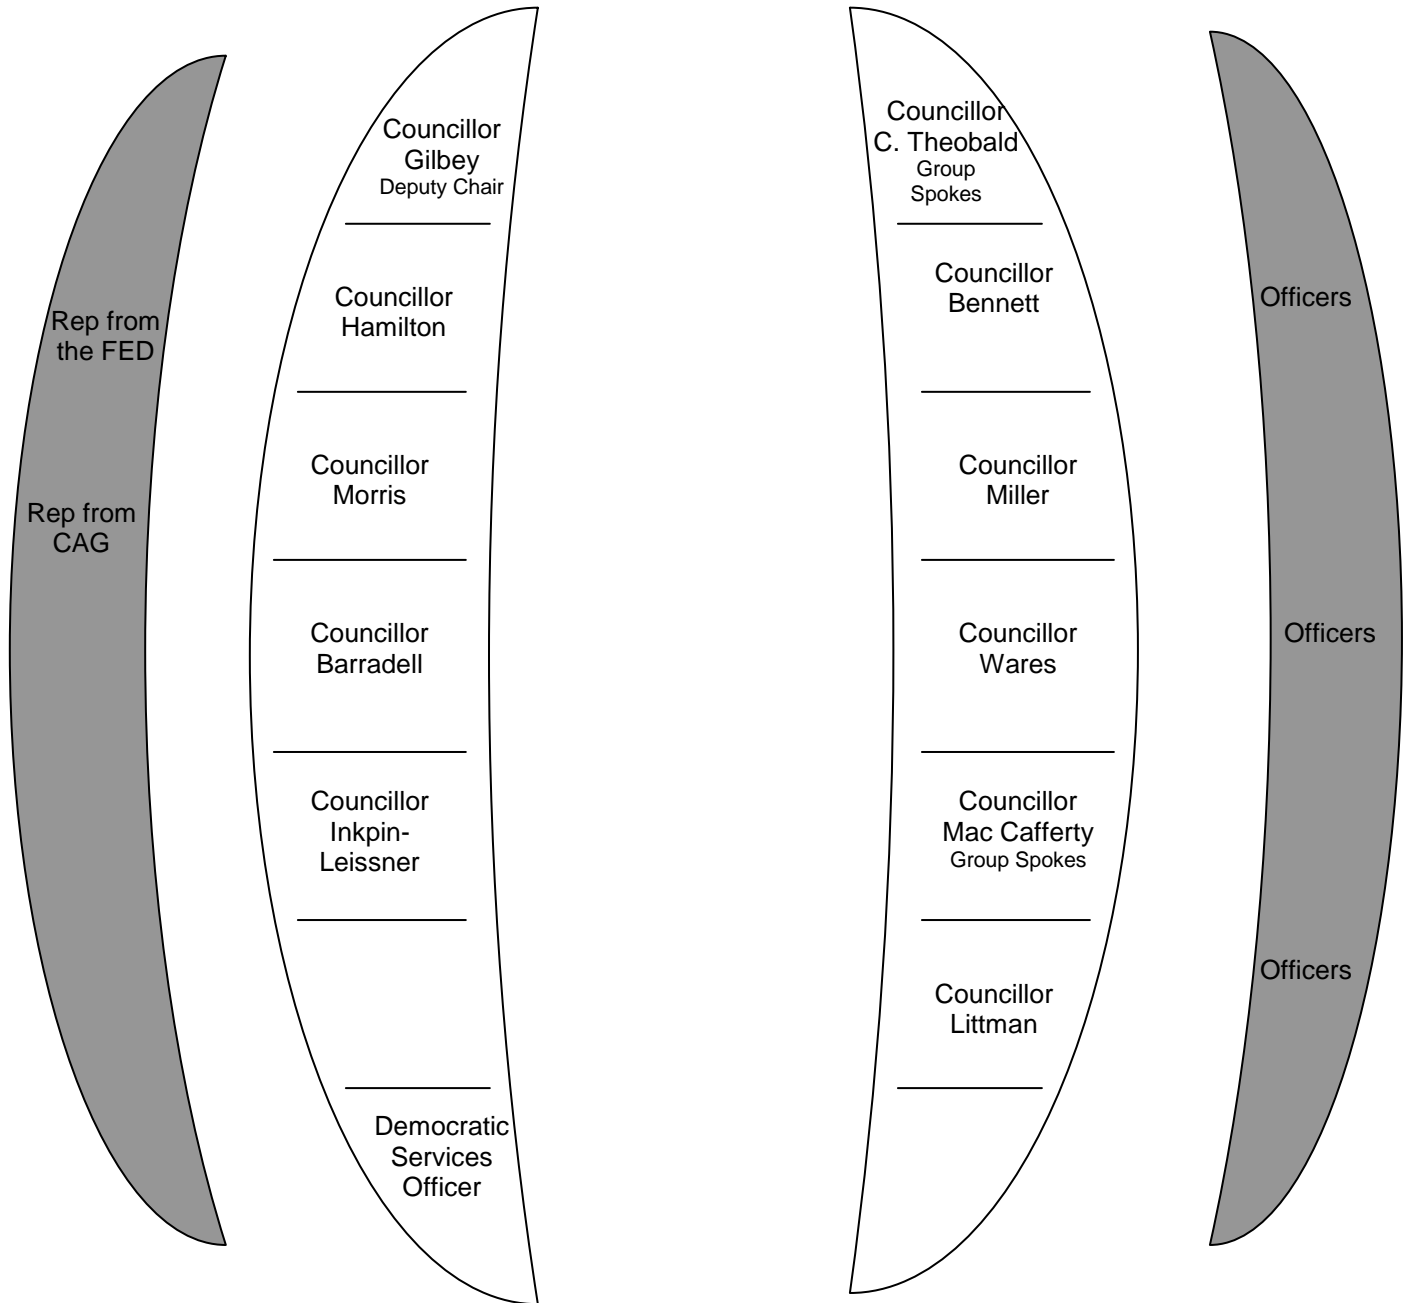 Rep from
the FED
Rep from
CAG
Councillor
Gilbey
Deputy Chair
Councillor
Hamilton
Councillor
Morris
Councillor
Barradell
Councillor
Inkpin-
Leissner
Democratic
Services
Officer
Councillor
C. Theobald
Group
Spokes
Councillor
Bennett
Councillor
Miller
Councillor
Wares
Councillor
Mac Cafferty
Group Spokes
Councillor
Littman
Officers
Officers
Officers